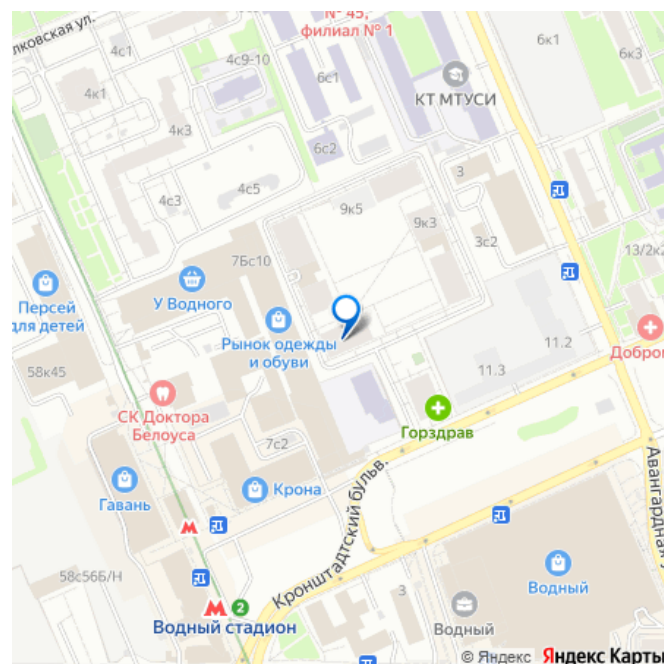 № 45,
филиал № 1
лковская ул.
4с1
4к1
4с9-10
6с1
КТ МТУСИ
6к1
6к3
4к3
6с2
4с5
4с3
3
9к5
9к3
3с2
13/2к2
7Бс10
У Водного
Персей
для детей
Рынок одежды
и обуви
58к45
11.2
11.3
Добром
СК Доктора
Белоуса
Горздрав
7с2
Крона
Гавань
Кронштадтский бульв.
Авангардная у
58с56Б/Н
Водный
3
Водный
М
М 2
Водный стадион
© Яндекс Яндекс Карты